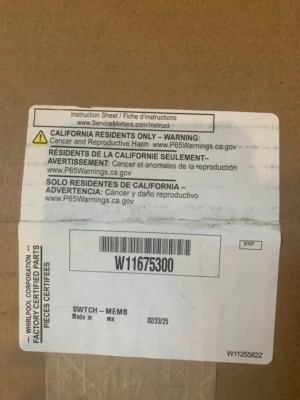 Instruction Sheet / Fiche d'instructions
www.ServiceMatters.com/instruct
CALIFORNIA RESIDENTS ONLY – WARNING:
Cancer and Reproductive Harm www.P65Warnings.ca.gov
RÉSIDENTS DE LA CALIFORNIE SEULEMENT–
AVERTISSEMENT: Cancer et anomalies de la reproduction
www.P65Warnings.ca.gov
SOLO RESIDENTES DE CALIFORNIA –
ADVERTENCIA: Cáncer y daño reproductivo
www.P65Warnings.ca.gov
— WHIRLPOOL CORPORATION —
FACTORY CERTIFIED PARTS
PIECES CERTIFEES
WHP
W11675300
SWTCH – MEMB
Made in MX 02/23/25
W11255822